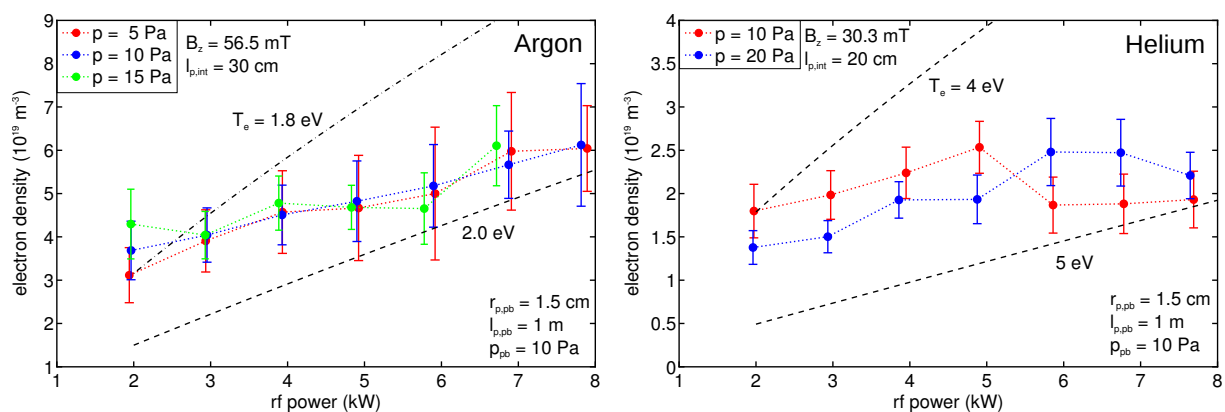 Argon
p = 5 Pa
p = 10 Pa
p = 15 Pa
B_z = 56.5 mT
l_p,int = 30 cm
T_e = 1.8 eV
2.0 eV
r_p,pb = 1.5 cm
l_p,pb = 1 m
p_pb = 10 Pa
electron density (10^19 m^-3)
9
8
7
6
5
4
3
2
1
1 2 3 4 5 6 7 8
rf power (kW)
Helium
p = 10 Pa
p = 20 Pa
B_z = 30.3 mT
l_p,int = 20 cm
T_e = 4 eV
5 eV
r_p,pb = 1.5 cm
l_p,pb = 1 m
p_pb = 10 Pa
electron density (10^19 m^-3)
4
3.5
3
2.5
2
1.5
1
0.5
0
1 2 3 4 5 6 7 8
rf power (kW)